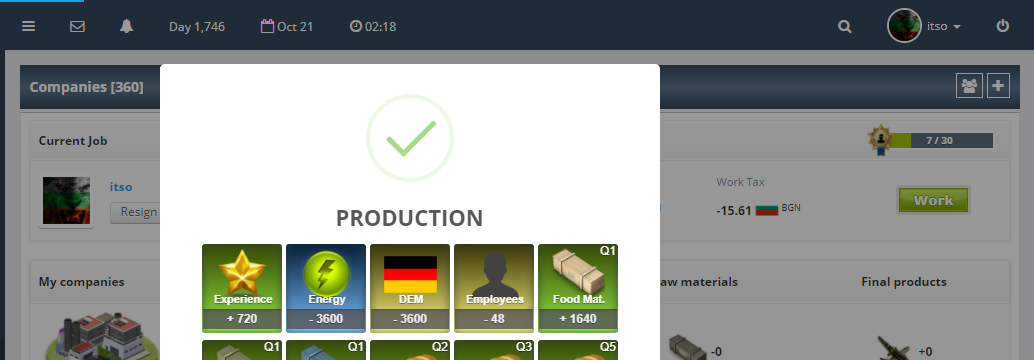 Day 1,746 Oct 21 02:18 itso
Companies [360]
Current Job
7 / 30
itso
Work Tax
Resign
-15.61 BGN
Work
PRODUCTION
Q1
Experience Energy DEM Employees Food Mat.
+ 720 - 3600 - 3600 - 48 + 1640
My companies
aw materials
Final products
Q1 Q1 Q2 Q3 Q5
-0 +0